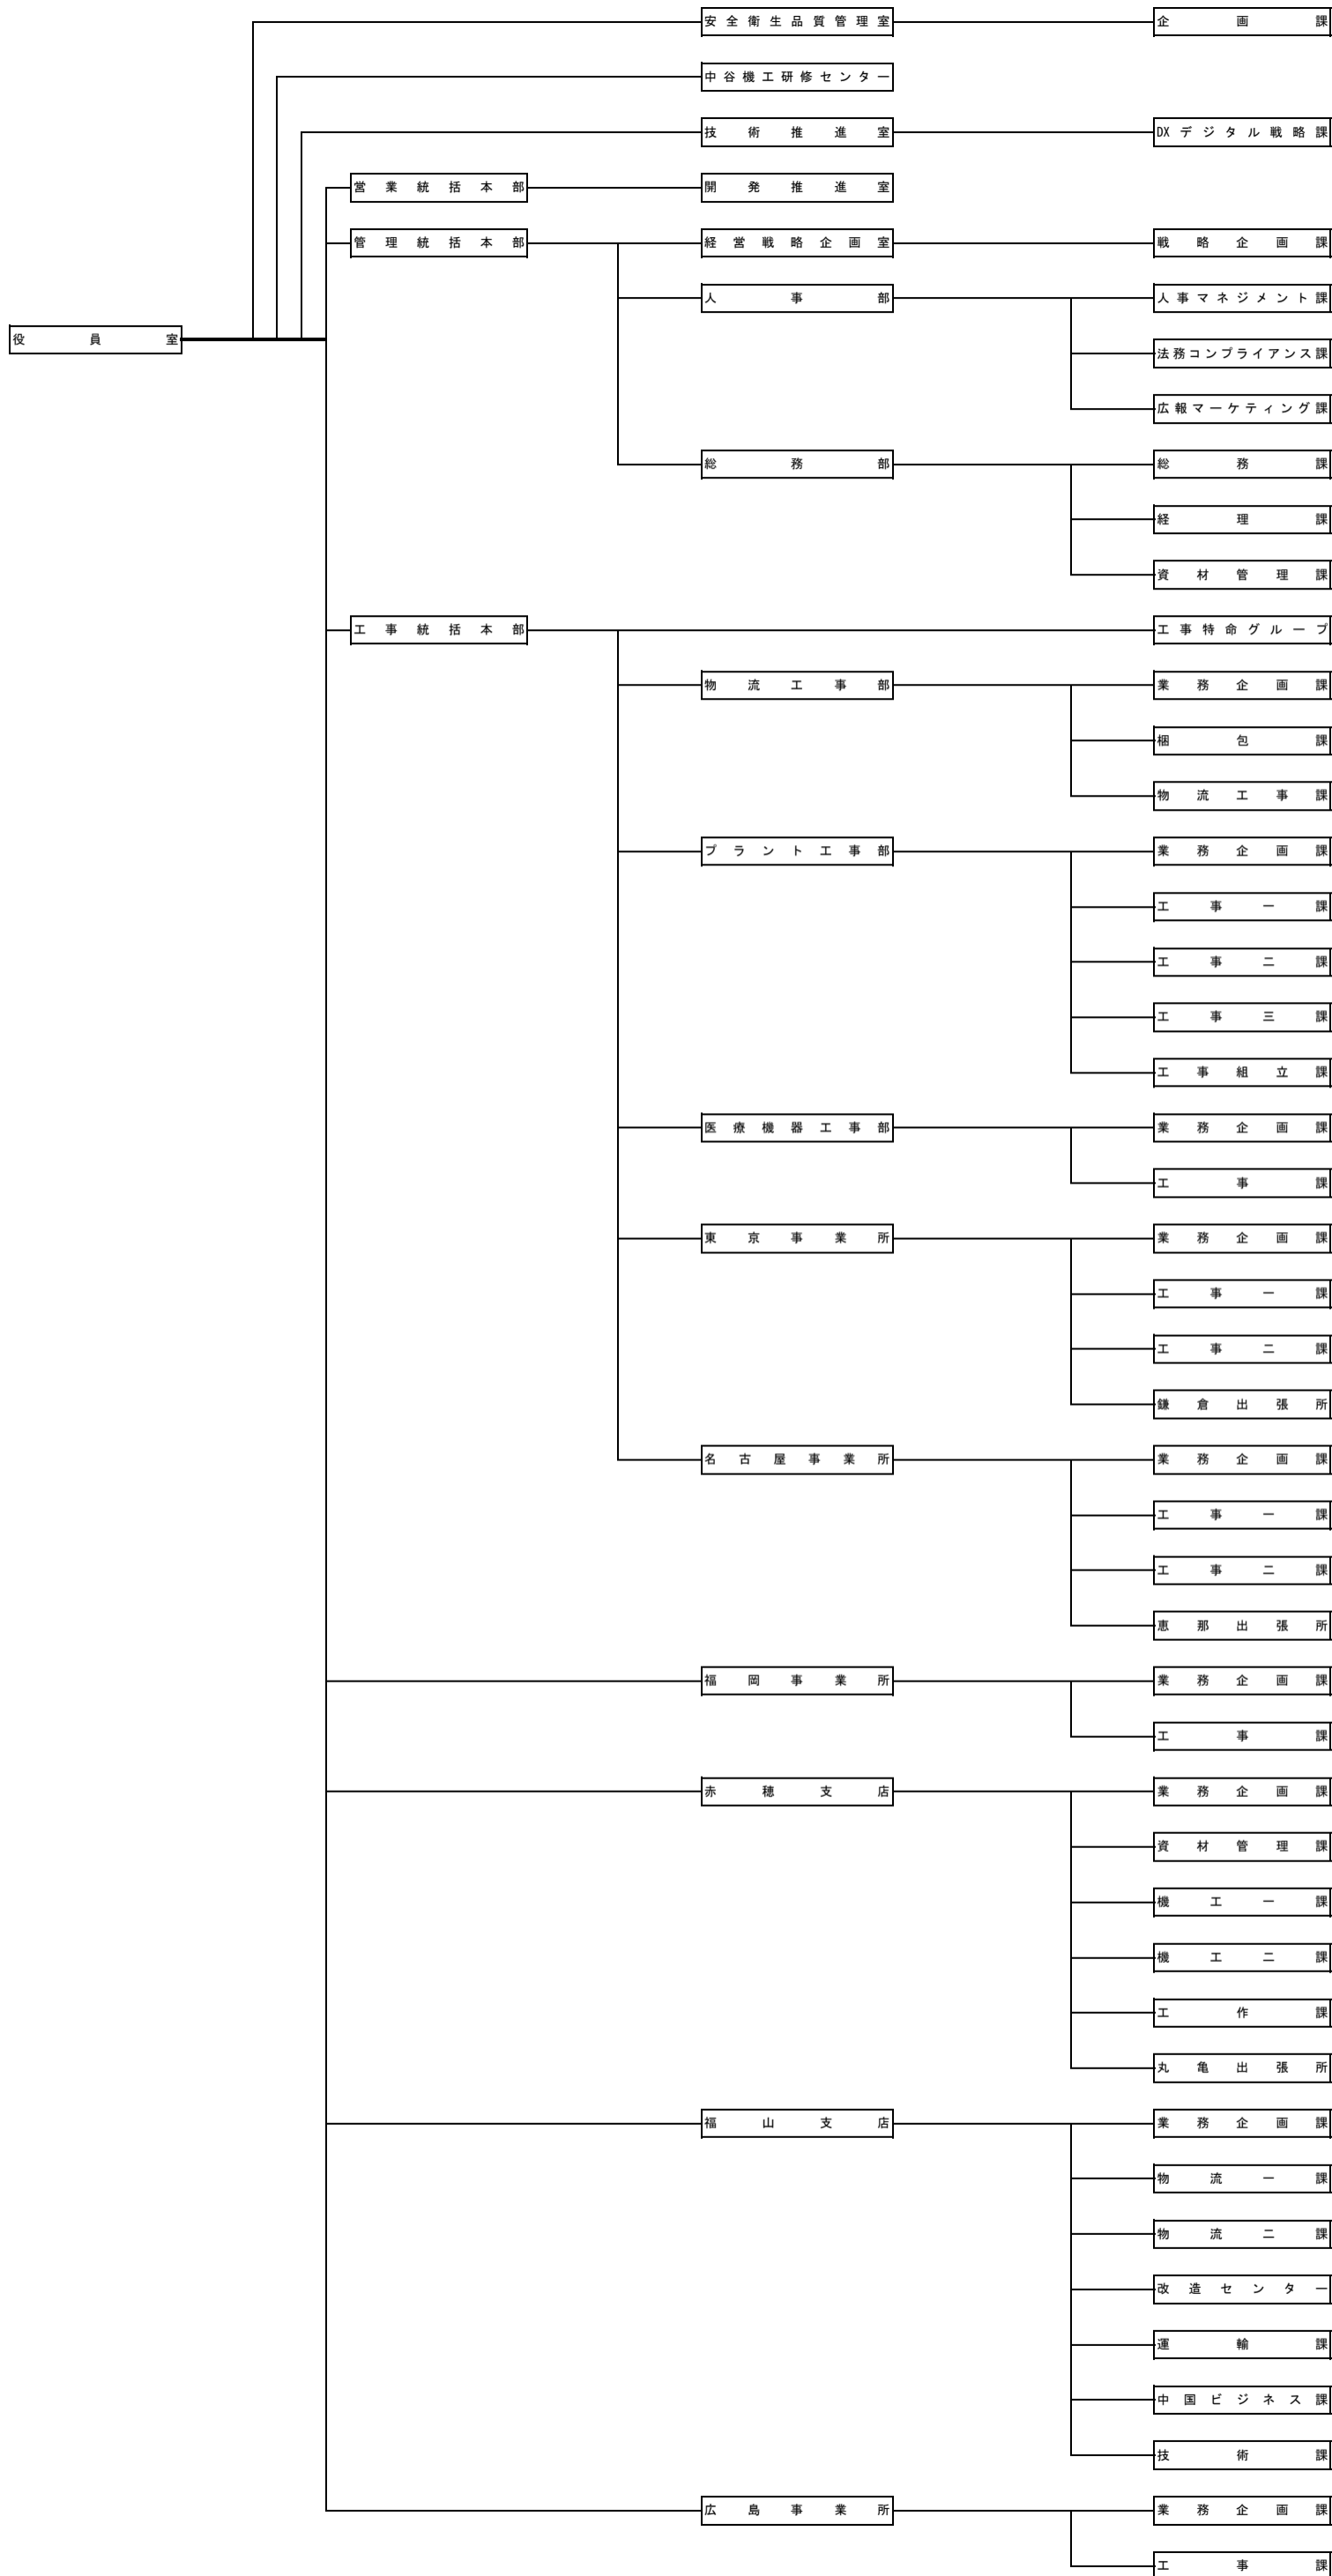 安全衛生品質管理室 企画課
中谷機工研修センター
技術推進室 DXデジタル戦略課
営業統括本部 開発推進室
管理統括本部 経営戦略企画室 戦略企画課
人事部 人事マネジメント課
役員室
法務コンプライアンス課
広報マーケティング課
総務部 総務課
経理課
資材管理課
工事統括本部 工事特命グループ
物流工事部 業務企画課
梱包課
物流工事課
プラント工事部 業務企画課
工事一課
工事二課
工事三課
工事組立課
医療機器工事部 業務企画課
工事課
東京事業所 業務企画課
工事一課
工事二課
鎌倉出張所
名古屋事業所 業務企画課
工事一課
工事二課
恵那出張所
福岡事業所 業務企画課
工事課
赤穂支店 業務企画課
資材管理課
機工一課
機工二課
工作課
丸亀出張所
福山支店 業務企画課
物流一課
物流二課
改造センター
運輸課
中国ビジネス課
技術課
広島事業所 業務企画課
工事課